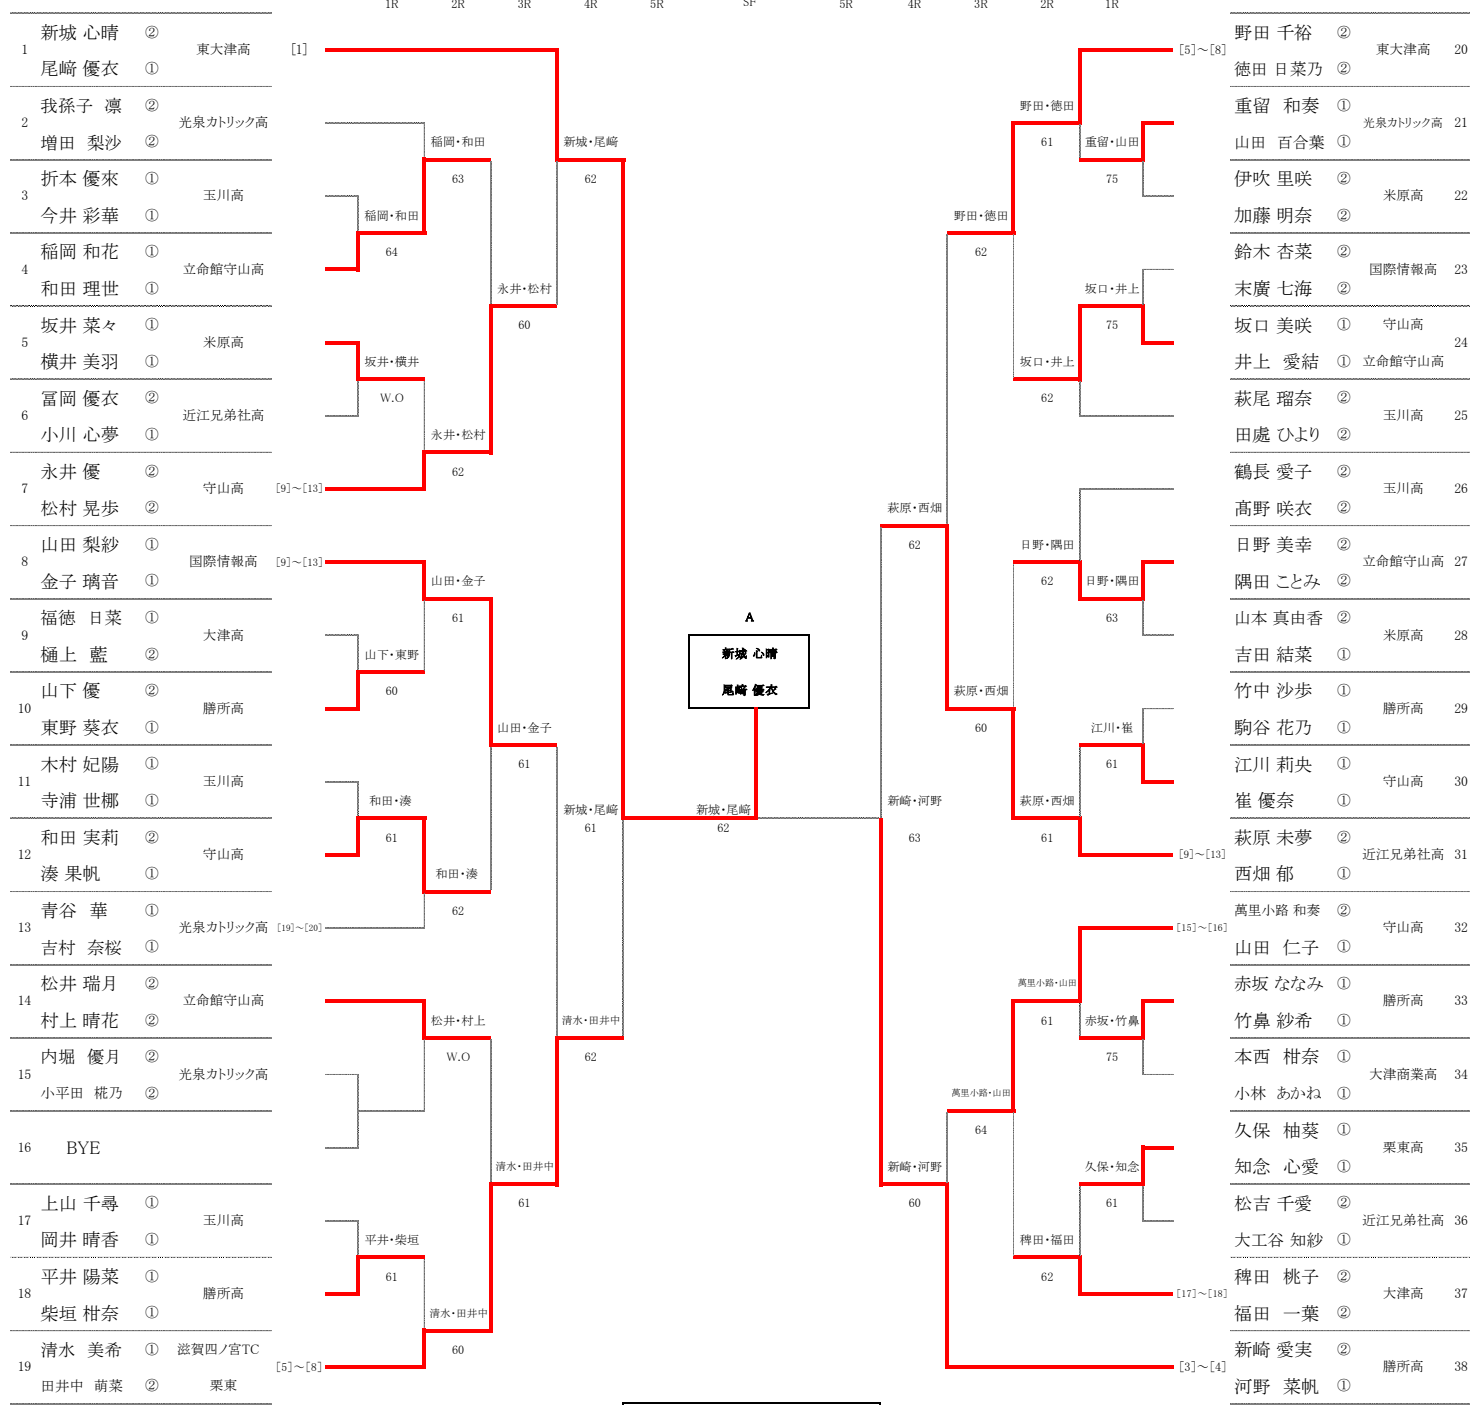 1R 2R 3R 4R 5R SF 5R 4R 3R 2R 1R
1 新城 心晴 ② 東大津高 [1]
尾﨑 優衣 ①
2 我孫子 凛 ② 光泉カトリック高
増田 梨沙 ②
3 折本 優來 ① 玉川高
今井 彩華 ①
4 稲岡 和花 ① 立命館守山高
和田 理世 ①
5 坂井 菜々 ① 米原高
横井 美羽 ①
6 冨岡 優衣 ② 近江兄弟社高
小川 心夢 ①
7 永井 優 ② 守山高 [9]~[13]
松村 晃歩 ②
8 山田 梨紗 ① 国際情報高 [9]~[13]
金子 璃音 ①
9 福徳 日菜 ① 大津高
樋上 藍 ②
10 山下 優 ② 膳所高
東野 葵衣 ①
11 木村 妃陽 ① 玉川高
寺浦 世梛 ①
12 和田 実莉 ② 守山高
湊 果帆 ①
13 青谷 華 ① 光泉カトリック高 [19]~[20]
吉村 奈桜 ①
14 松井 瑞月 ② 立命館守山高
村上 晴花 ②
15 内堀 優月 ② 光泉カトリック高
小平田 椛乃 ②
16 BYE
17 上山 千尋 ① 玉川高
岡井 晴香 ①
18 平井 陽菜 ① 膳所高
柴垣 柑奈 ①
19 清水 美希 ① 滋賀四ノ宮TC [5]~[8]
田井中 萌菜 ② 栗東
稲岡・和田
64
坂井・横井
W.O
山下・東野
60
和田・湊
61
平井・柴垣
61
稲岡・和田
63
永井・松村
62
山田・金子
61
和田・湊
62
松井・村上
W.O
清水・田井中
60
永井・松村
60
山田・金子
61
清水・田井中
61
新城・尾﨑
62
清水・田井中
62
新城・尾﨑
61
A
新城 心晴
尾﨑 優衣
新城・尾﨑
62
新崎・河野
63
萩原・西畑
62
新崎・河野
60
野田・徳田
62
萩原・西畑
60
萬里小路・山田
64
野田・徳田
61
坂口・井上
62
日野・隅田
62
萩原・西畑
61
萬里小路・山田
61
稗田・福田
62
重留・山田
75
坂口・井上
75
日野・隅田
63
江川・崔
61
赤坂・竹鼻
75
久保・知念
61
[5]~[8] 野田 千裕 ② 東大津高 20
徳田 日菜乃 ②
重留 和奏 ① 光泉カトリック高 21
山田 百合葉 ①
伊吹 里咲 ② 米原高 22
加藤 明奈 ②
鈴木 杏菜 ② 国際情報高 23
末廣 七海 ②
坂口 美咲 ① 守山高 24
井上 愛結 ① 立命館守山高
萩尾 瑠奈 ② 玉川高 25
田處 ひより ②
鶴長 愛子 ② 玉川高 26
髙野 咲衣 ②
日野 美幸 ② 立命館守山高 27
隅田 ことみ ②
山本 真由香 ② 米原高 28
吉田 結菜 ①
竹中 沙歩 ① 膳所高 29
駒谷 花乃 ①
江川 莉央 ① 守山高 30
崔 優奈 ①
[9]~[13] 萩原 未夢 ② 近江兄弟社高 31
西畑 郁 ①
[15]~[16] 萬里小路 和奏 ② 守山高 32
山田 仁子 ①
赤坂 ななみ ① 膳所高 33
竹鼻 紗希 ①
本西 柑奈 ① 大津商業高 34
小林 あかね ①
久保 柚葵 ① 栗東高 35
知念 心愛 ①
松吉 千愛 ② 近江兄弟社高 36
大工谷 知紗 ①
[17]~[18] 稗田 桃子 ② 大津高 37
福田 一葉 ②
[3]~[4] 新崎 愛実 ② 膳所高 38
河野 菜帆 ①